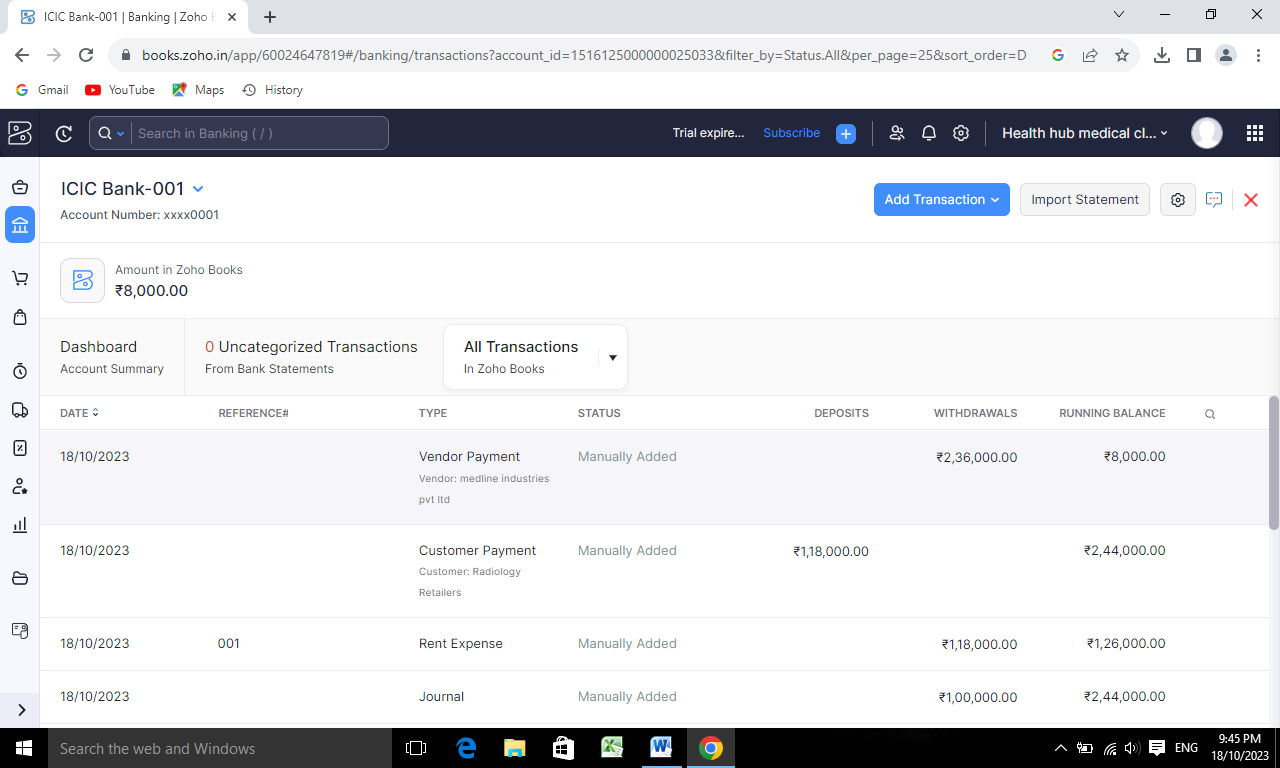 ICIC Bank-001 | Banking | Zoho B
books.zoho.in/app/60024647819#/banking/transactions?account_id=1516125000000025033&filter_by=Status.All&per_page=25&sort_order=D
Gmail YouTube Maps History
Search in Banking ( / ) Trial expire... Subscribe Health hub medical cl...
ICIC Bank-001
Account Number: xxxx0001
Add Transaction Import Statement
Amount in Zoho Books
₹8,000.00
Dashboard
Account Summary
0 Uncategorized Transactions
From Bank Statements
All Transactions
In Zoho Books
DATE REFERENCE# TYPE STATUS DEPOSITS WITHDRAWALS RUNNING BALANCE
18/10/2023 Vendor Payment Manually Added ₹2,36,000.00 ₹8,000.00
Vendor: medline industries
pvt ltd
18/10/2023 Customer Payment Manually Added ₹1,18,000.00 ₹2,44,000.00
Customer: Radiology
Retailers
18/10/2023 001 Rent Expense Manually Added ₹1,18,000.00 ₹1,26,000.00
18/10/2023 Journal Manually Added ₹1,00,000.00 ₹2,44,000.00
Search the web and Windows
ENG
9:45 PM
18/10/2023